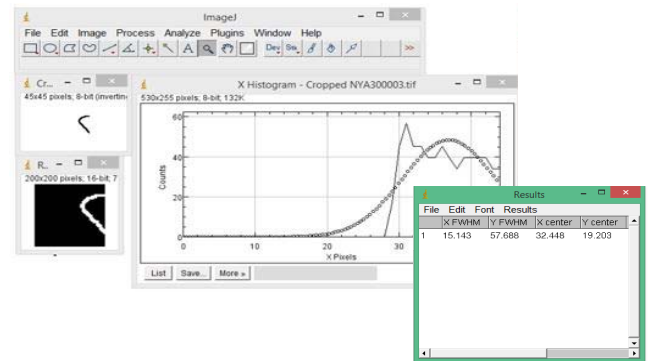 ImageJ
File Edit Image Process Analyze Plugins Window Help
A Dev Stk >>
Cr...
45x45 pixels; 8-bit (inverting
X Histogram - Cropped NYA300003.tif
530x255 pixels; 8-bit; 132K
60
40
20
0
Counts
0 10 20 30
X Pixels
List Save... More »
R...
200x200 pixels; 16-bit; 7
Results
File Edit Font Results
X FWHM Y FWHM X center Y center
1 15.143 57.688 32.448 19.203